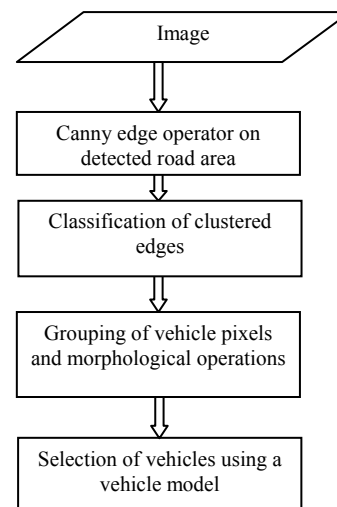 Image
Canny edge operator on
detected road area
Classification of clustered
edges
Grouping of vehicle pixels
and morphological operations
Selection of vehicles using a
vehicle model